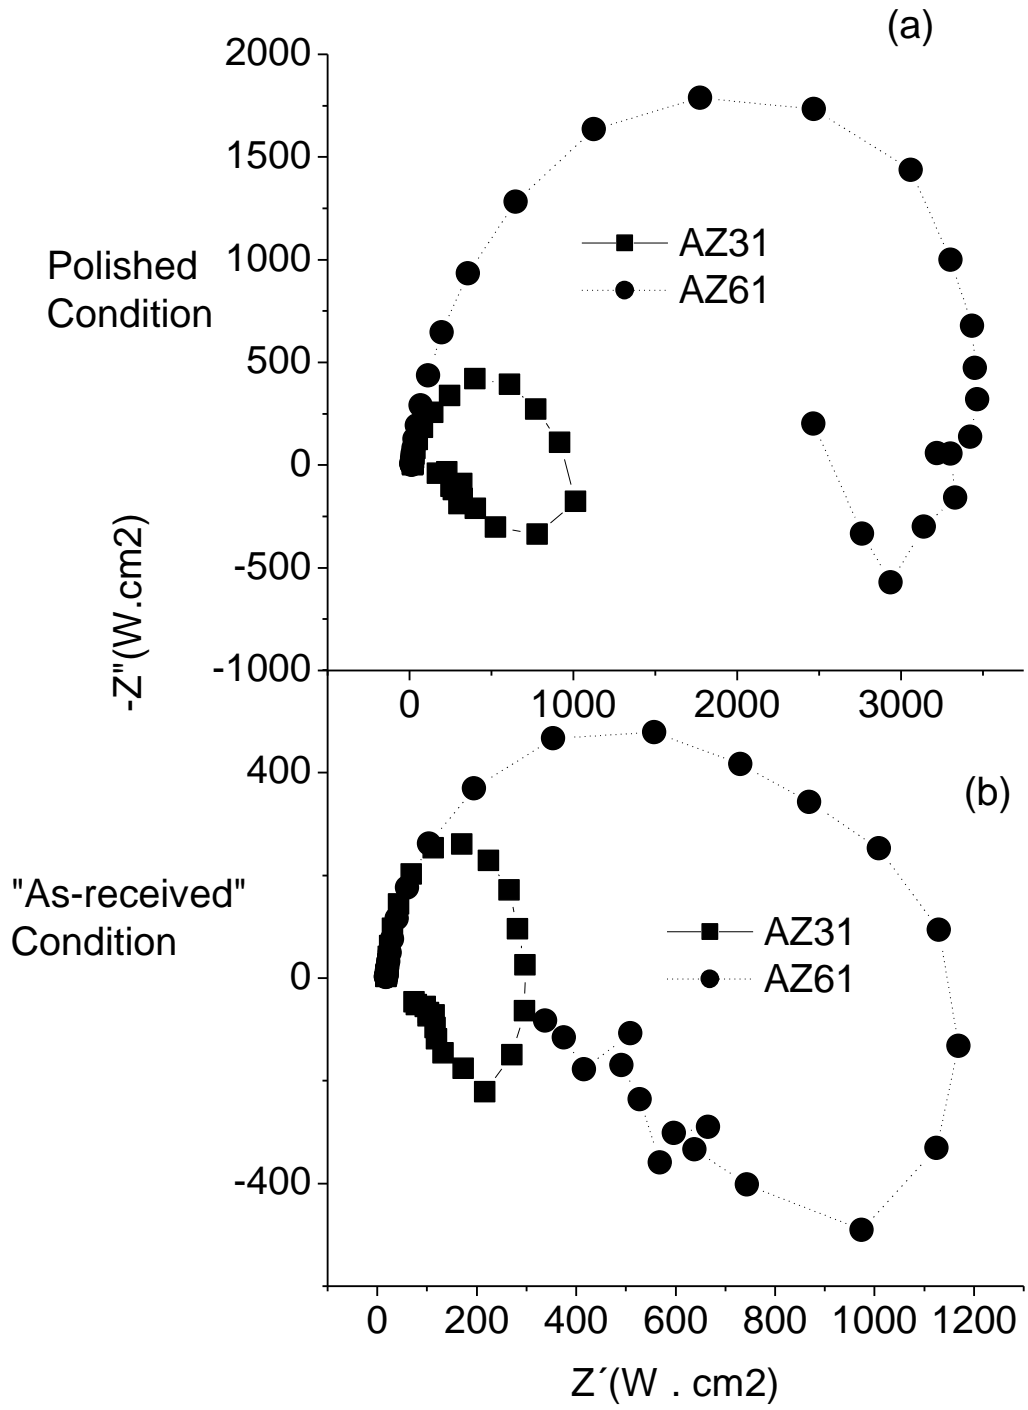 (a)
2000
1500
1000
500
0
-500
-1000
Polished
Condition
AZ31
AZ61
0 1000 2000 3000
-Z"(W.cm2)
(b)
400
0
-400
"As-received"
Condition
AZ31
AZ61
0 200 400 600 800 1000 1200
Z´(W . cm2)